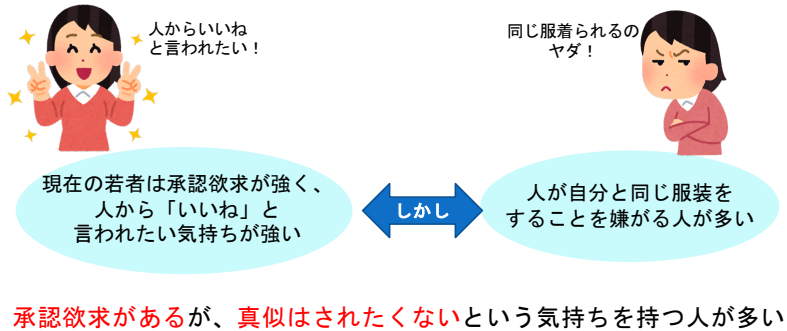 人からいいね
と言われたい！
同じ服着られるの
ヤダ！
現在の若者は承認欲求が強く、
人から「いいね」と
言われたい気持ちが強い
しかし
人が自分と同じ服装を
することを嫌がる人が多い
承認欲求があるが、真似はされたくないという気持ちを持つ人が多い